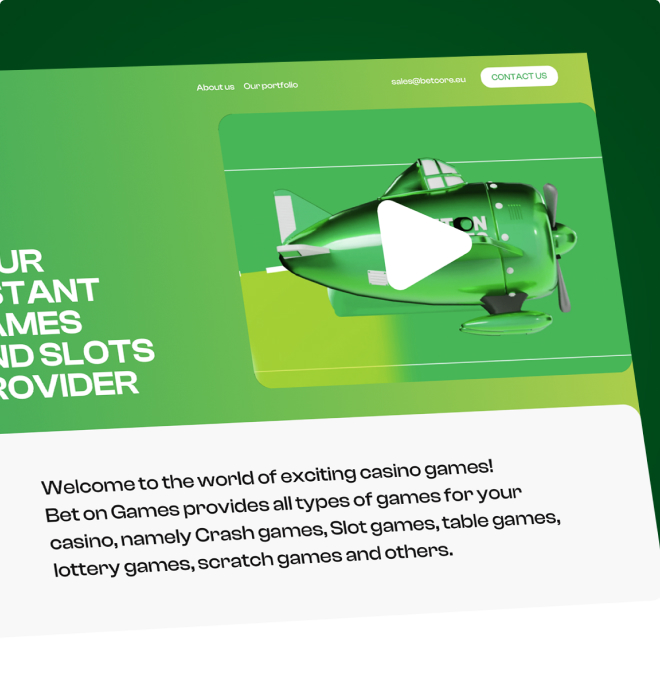 About us Our portfolio sales@betcore.eu CONTACT US
UR
STANT
AMES
ND SLOTS
ROVIDER
Welcome to the world of exciting casino games!
Bet on Games provides all types of games for your
casino, namely Crash games, Slot games, table games,
lottery games, scratch games and others.